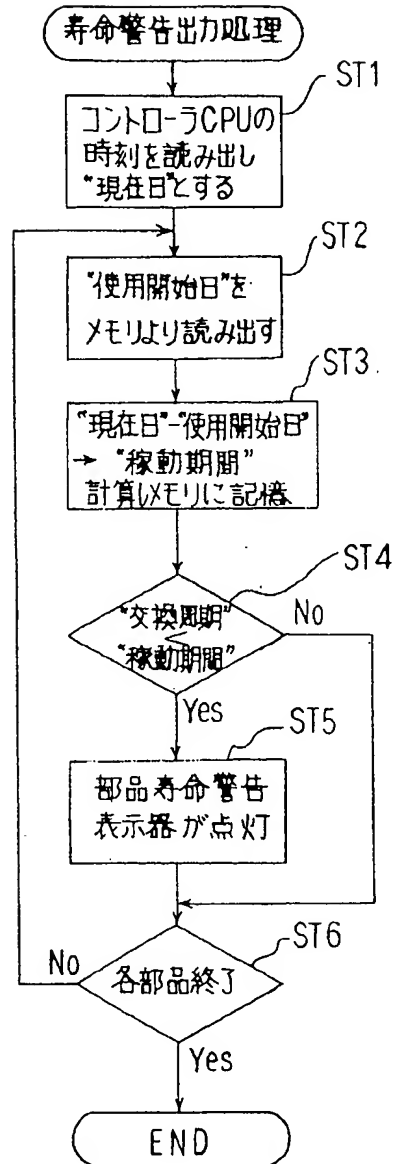 寿命警告出力処理
ST1
コントローラCPUの
時刻を読み出し
"現在日"とする
ST2
"使用開始日"を
メモリより読み出す
ST3
"現在日"-"使用開始日"
→ "稼動期間"
計算しメモリに記憶
ST4
"交換周期"
<
"稼動期間"
No
Yes
ST5
部品寿命警告
表示器が点灯
ST6
No
各部品終了
Yes
END